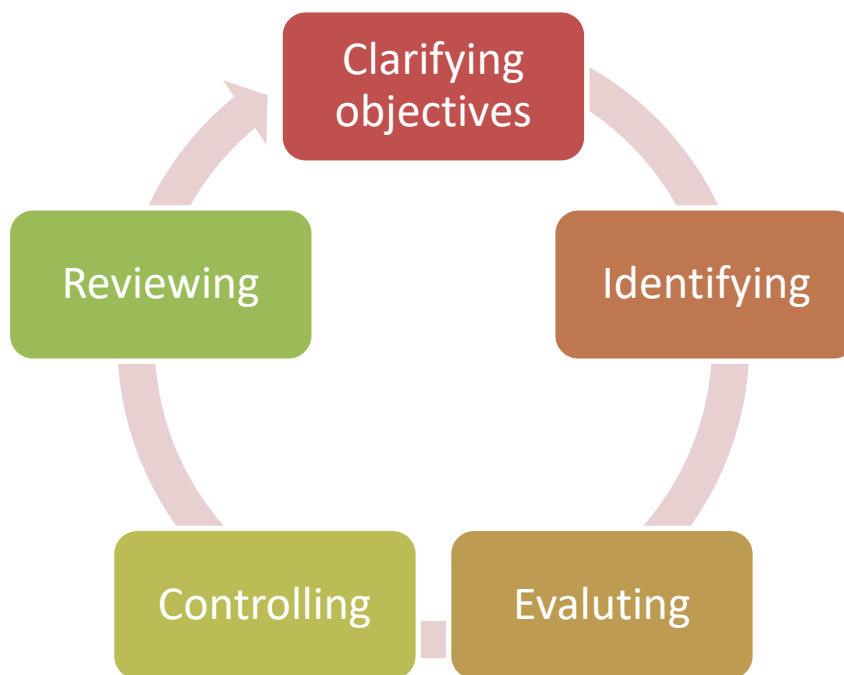 Clarifying
objectives
Identifying
Evaluting
Controlling
Reviewing